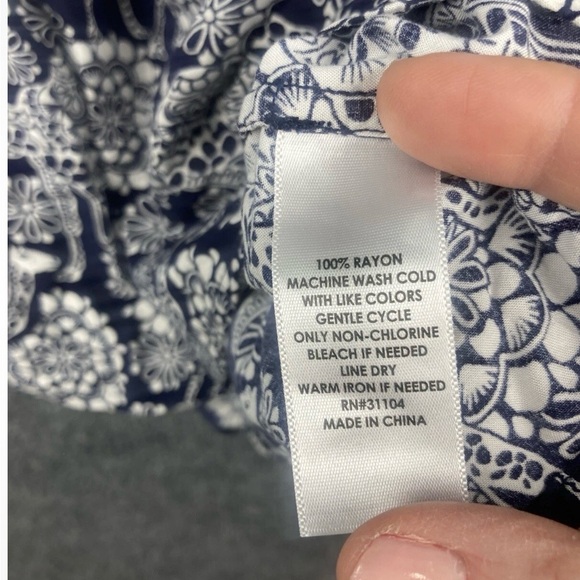 100% RAYON
MACHINE WASH COLD
WITH LIKE COLORS
GENTLE CYCLE
ONLY NON-CHLORINE
BLEACH IF NEEDED
LINE DRY
WARM IRON IF NEEDED
RN#31104
MADE IN CHINA